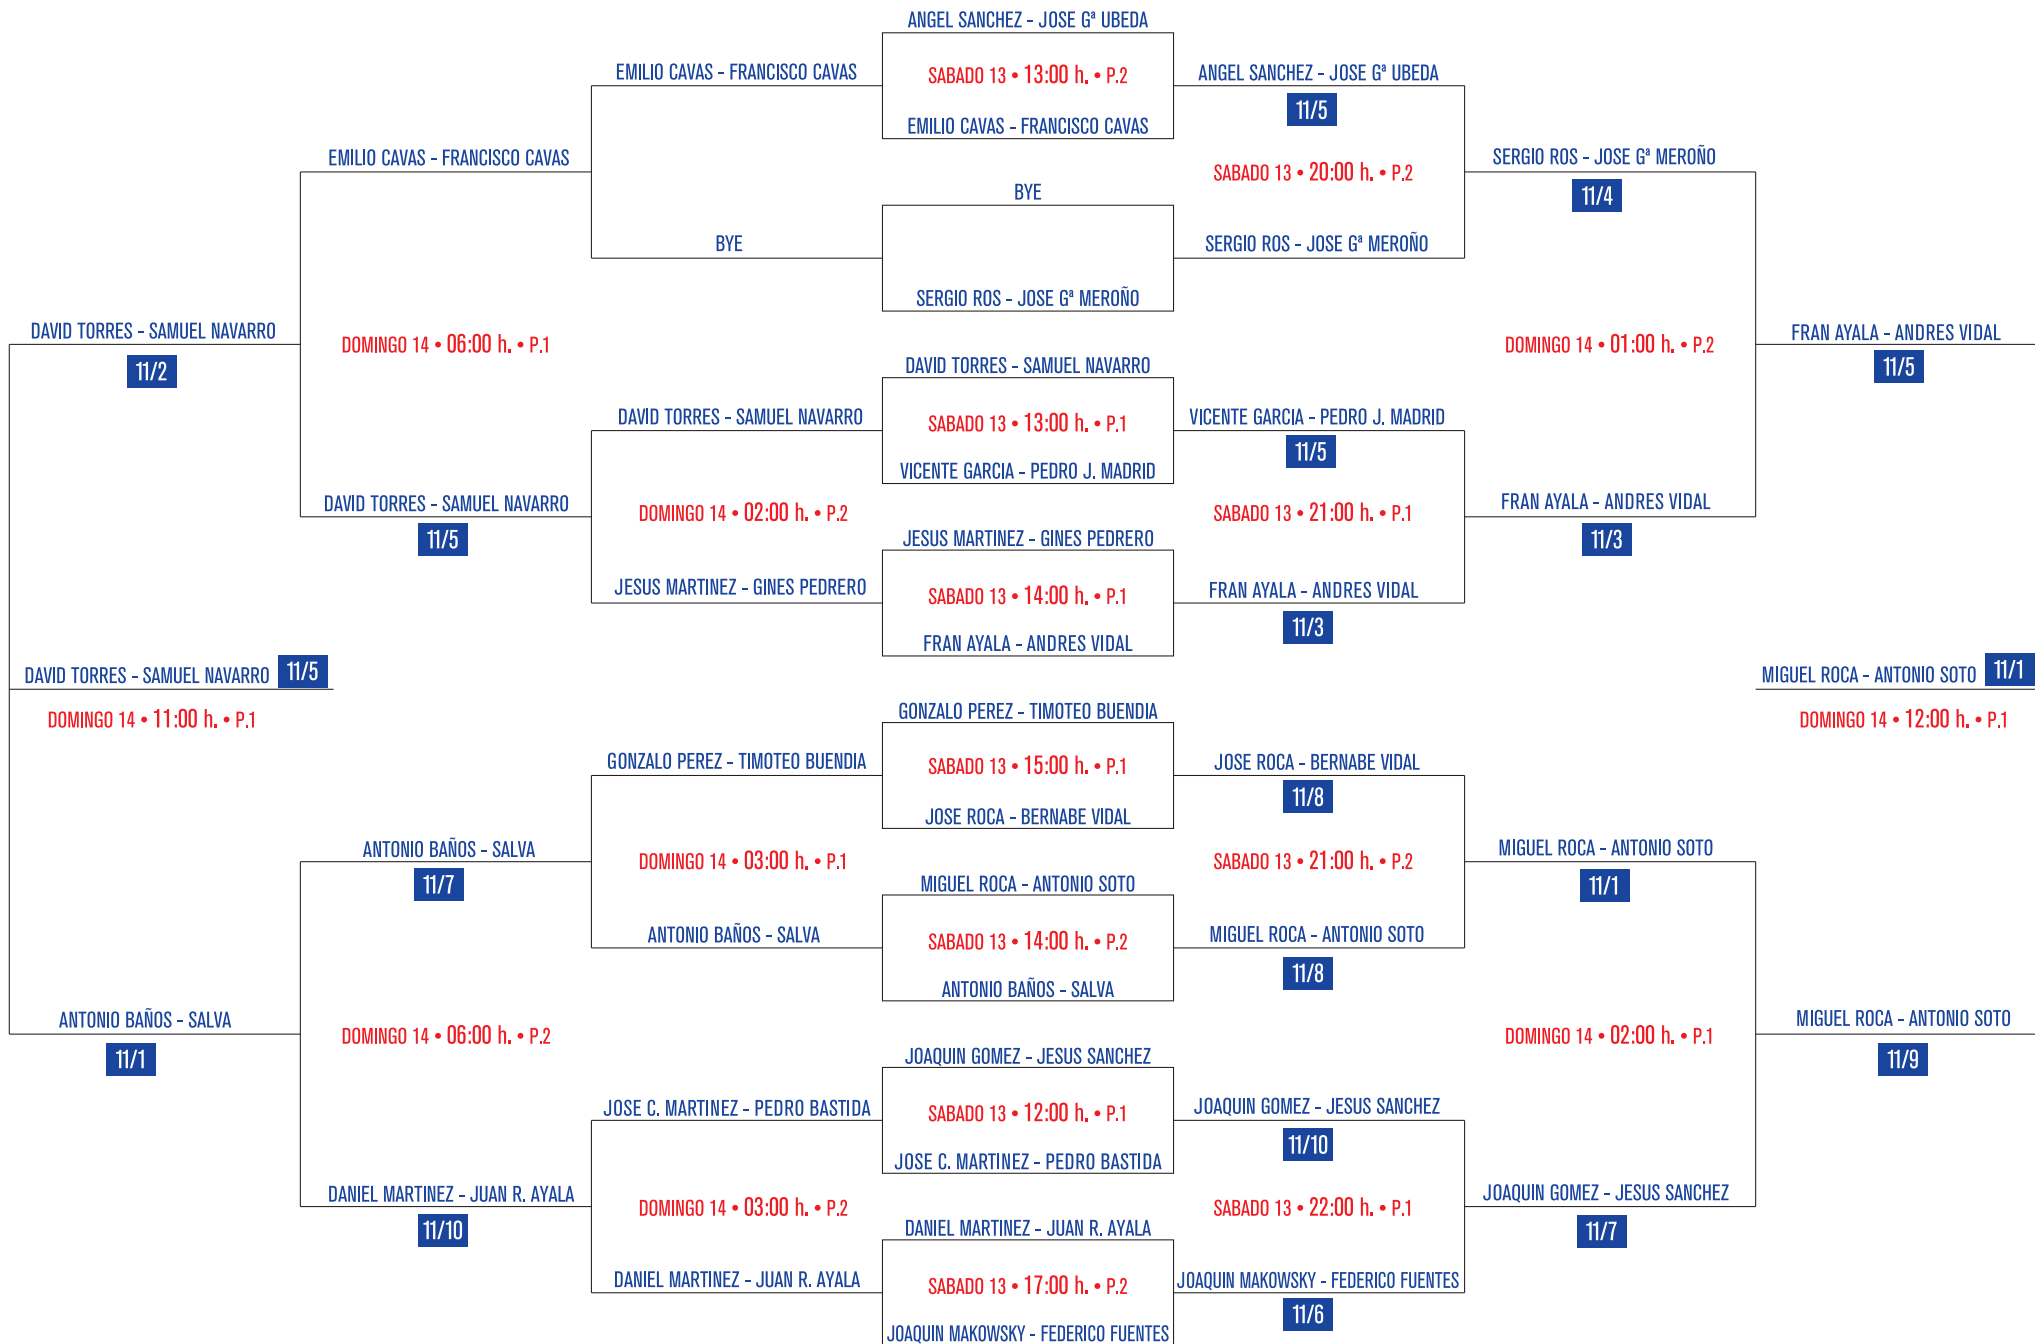 ANGEL SANCHEZ - JOSE Gª UBEDA
EMILIO CAVAS - FRANCISCO CAVAS
SABADO 13 • 13:00 h. • P.2
ANGEL SANCHEZ - JOSE Gª UBEDA
11/5
EMILIO CAVAS - FRANCISCO CAVAS
EMILIO CAVAS - FRANCISCO CAVAS
SERGIO ROS - JOSE Gª MEROÑO
SABADO 13 • 20:00 h. • P.2
11/4
BYE
BYE
SERGIO ROS - JOSE Gª MEROÑO
SERGIO ROS - JOSE Gª MEROÑO
DAVID TORRES - SAMUEL NAVARRO
11/2
DOMINGO 14 • 06:00 h. • P.1
DOMINGO 14 • 01:00 h. • P.2
FRAN AYALA - ANDRES VIDAL
11/5
DAVID TORRES - SAMUEL NAVARRO
DAVID TORRES - SAMUEL NAVARRO
SABADO 13 • 13:00 h. • P.1
VICENTE GARCIA - PEDRO J. MADRID
11/5
VICENTE GARCIA - PEDRO J. MADRID
DAVID TORRES - SAMUEL NAVARRO
11/5
DOMINGO 14 • 02:00 h. • P.2
SABADO 13 • 21:00 h. • P.1
FRAN AYALA - ANDRES VIDAL
11/3
JESUS MARTINEZ - GINES PEDRERO
JESUS MARTINEZ - GINES PEDRERO
SABADO 13 • 14:00 h. • P.1
FRAN AYALA - ANDRES VIDAL
11/3
FRAN AYALA - ANDRES VIDAL
DAVID TORRES - SAMUEL NAVARRO 11/5
DOMINGO 14 • 11:00 h. • P.1
MIGUEL ROCA - ANTONIO SOTO 11/1
DOMINGO 14 • 12:00 h. • P.1
GONZALO PEREZ - TIMOTEO BUENDIA
GONZALO PEREZ - TIMOTEO BUENDIA
SABADO 13 • 15:00 h. • P.1
JOSE ROCA - BERNABE VIDAL
11/8
JOSE ROCA - BERNABE VIDAL
ANTONIO BAÑOS - SALVA
11/7
DOMINGO 14 • 03:00 h. • P.1
SABADO 13 • 21:00 h. • P.2
MIGUEL ROCA - ANTONIO SOTO
11/1
MIGUEL ROCA - ANTONIO SOTO
ANTONIO BAÑOS - SALVA
SABADO 13 • 14:00 h. • P.2
MIGUEL ROCA - ANTONIO SOTO
11/8
ANTONIO BAÑOS - SALVA
ANTONIO BAÑOS - SALVA
11/1
DOMINGO 14 • 06:00 h. • P.2
DOMINGO 14 • 02:00 h. • P.1
MIGUEL ROCA - ANTONIO SOTO
11/9
JOAQUIN GOMEZ - JESUS SANCHEZ
JOSE C. MARTINEZ - PEDRO BASTIDA
SABADO 13 • 12:00 h. • P.1
JOAQUIN GOMEZ - JESUS SANCHEZ
11/10
JOSE C. MARTINEZ - PEDRO BASTIDA
DANIEL MARTINEZ - JUAN R. AYALA
11/10
DOMINGO 14 • 03:00 h. • P.2
SABADO 13 • 22:00 h. • P.1
JOAQUIN GOMEZ - JESUS SANCHEZ
11/7
DANIEL MARTINEZ - JUAN R. AYALA
DANIEL MARTINEZ - JUAN R. AYALA
SABADO 13 • 17:00 h. • P.2
JOAQUIN MAKOWSKY - FEDERICO FUENTES
11/6
JOAQUIN MAKOWSKY - FEDERICO FUENTES